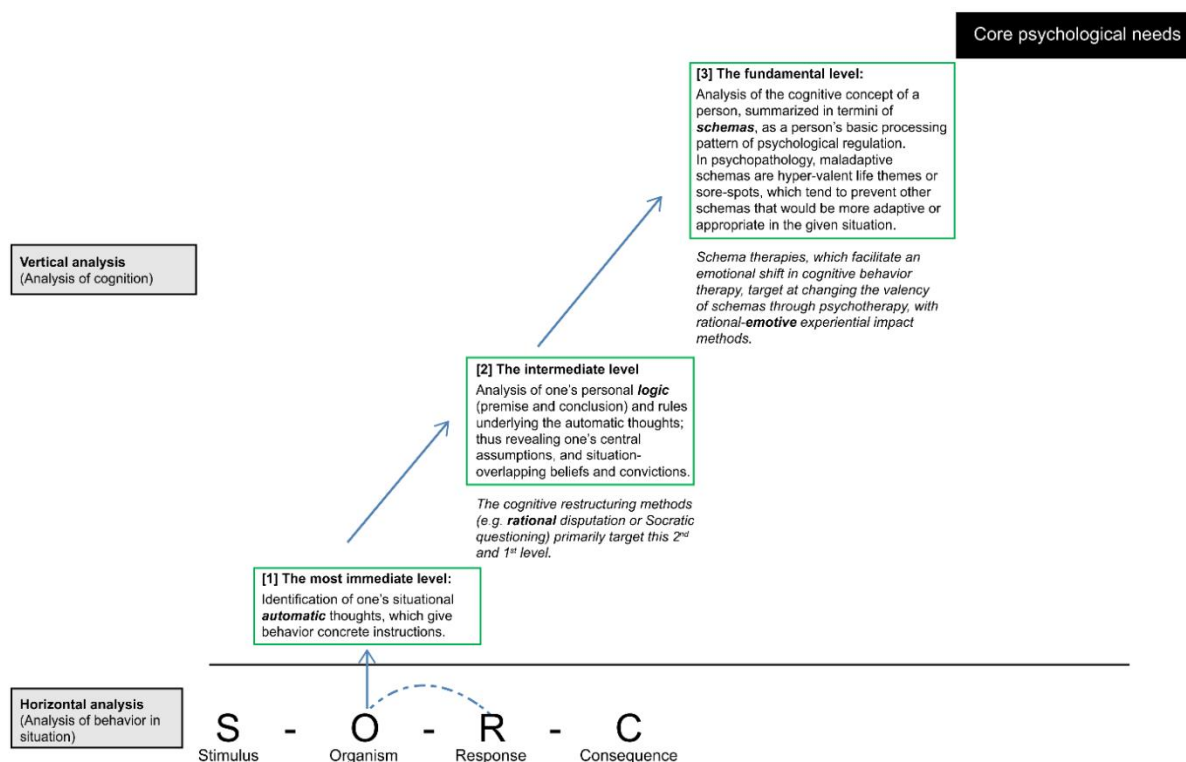 Core psychological needs
[3] The fundamental level:
Analysis of the cognitive concept of a
person, summarized in termini of
schemas, as a person's basic processing
pattern of psychological regulation.
In psychopathology, maladaptive
schemas are hyper-valent life themes or
sore-spots, which tend to prevent other
schemas that would be more adaptive or
appropriate in the given situation.
Schema therapies, which facilitate an
emotional shift in cognitive behavior
therapy, target at changing the valency
of schemas through psychotherapy, with
rational-emotive experiential impact
methods.
Vertical analysis
(Analysis of cognition)
[2] The intermediate level
Analysis of one's personal logic
(premise and conclusion) and rules
underlying the automatic thoughts;
thus revealing one's central
assumptions, and situation-
overlapping beliefs and convictions.
The cognitive restructuring methods
(e.g. rational disputation or Socratic
questioning) primarily target this 2nd
and 1st level.
[1] The most immediate level:
Identification of one's situational
automatic thoughts, which give
behavior concrete instructions.
Horizontal analysis
(Analysis of behavior in
situation)
S - O - R - C
Stimulus Organism Response Consequence